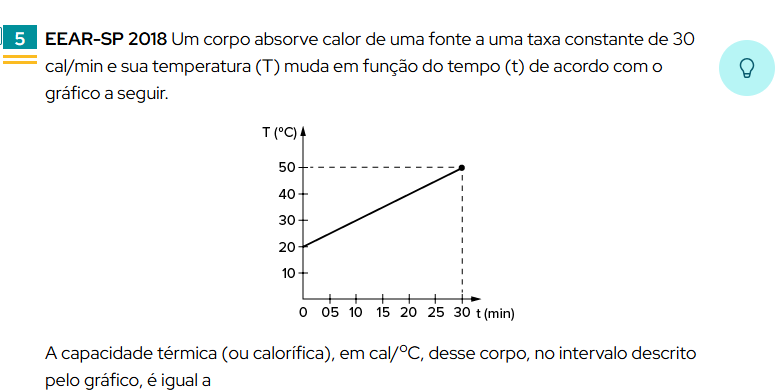 5 EEAR-SP 2018 Um corpo absorve calor de uma fonte a uma taxa constante de 30
cal/min e sua temperatura (T) muda em função do tempo (t) de acordo com o
gráfico a seguir.
T (°C)
50
40
30
20
10
0 05 10 15 20 25 30 t (min)
A capacidade térmica (ou calorífica), em cal/°C, desse corpo, no intervalo descrito
pelo gráfico, é igual a